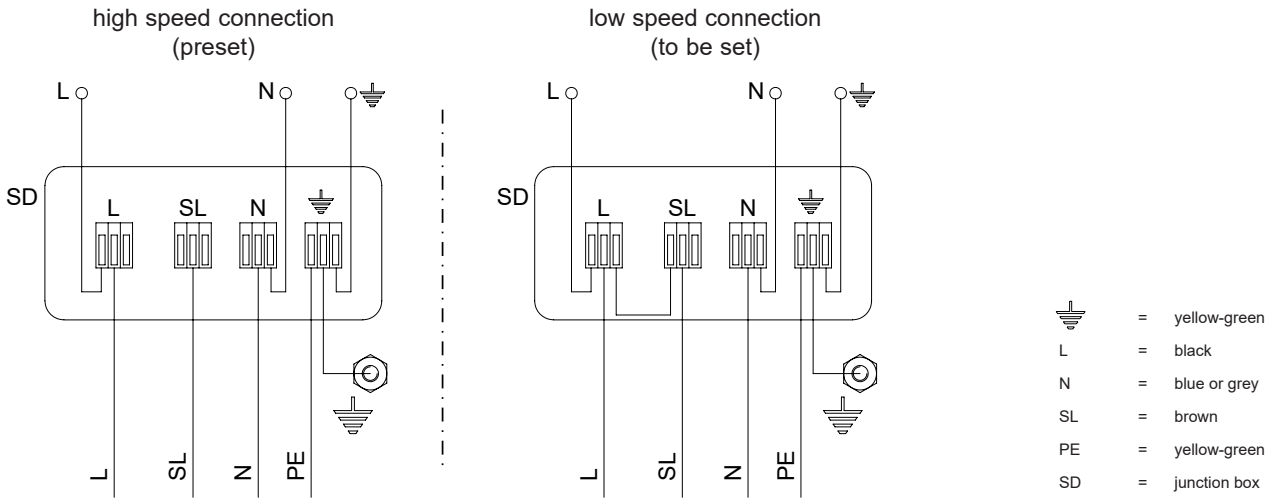 high speed connection
(preset)
L
N
SD
L SL N
L SL N PE
low speed connection
(to be set)
L
N
SD
L SL N
L SL N PE
= yellow-green
L = black
N = blue or grey
SL = brown
PE = yellow-green
SD = junction box